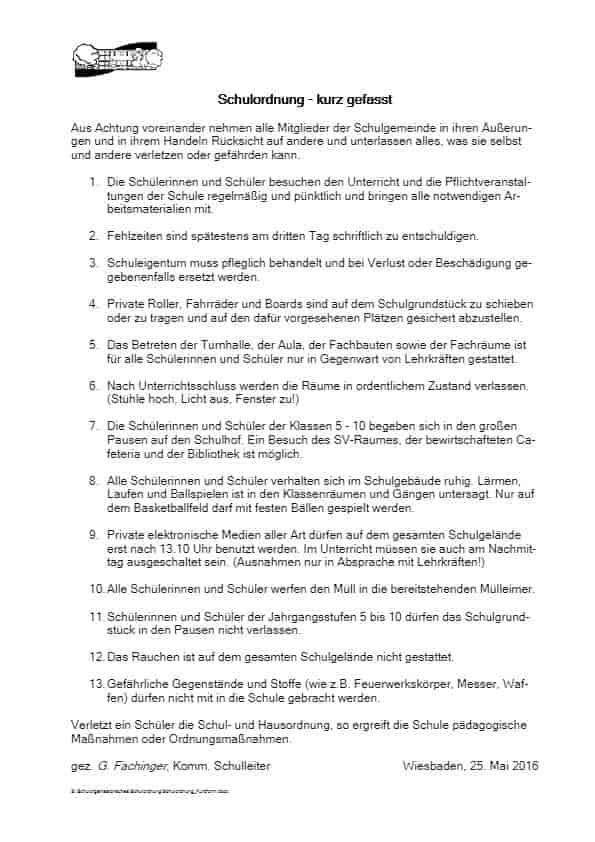 Schulordnung - kurz gefasst
Aus Achtung voreinander nehmen alle Mitglieder der Schulgemeinde in ihren Äußerun-
gen und in ihrem Handeln Rücksicht auf andere und unterlassen alles, was sie selbst
und andere verletzen oder gefährden kann.
1. Die Schülerinnen und Schüler besuchen den Unterricht und die Pflichtveranstal-
tungen der Schule regelmäßig und pünktlich und bringen alle notwendigen Ar-
beitsmaterialien mit.
2. Fehlzeiten sind spätestens am dritten Tag schriftlich zu entschuldigen.
3. Schuleigentum muss pfleglich behandelt und bei Verlust oder Beschädigung ge-
gebenenfalls ersetzt werden.
4. Private Roller, Fahrräder und Boards sind auf dem Schulgrundstück zu schieben
oder zu tragen und auf den dafür vorgesehenen Plätzen gesichert abzustellen.
5. Das Betreten der Turnhalle, der Aula, der Fachbauten sowie der Fachräume ist
für alle Schülerinnen und Schüler nur in Gegenwart von Lehrkräften gestattet.
6. Nach Unterrichtsschluss werden die Räume in ordentlichem Zustand verlassen.
(Stühle hoch, Licht aus, Fenster zu!)
7. Die Schülerinnen und Schüler der Klassen 5 - 10 begeben sich in den großen
Pausen auf den Schulhof. Ein Besuch des SV-Raumes, der bewirtschafteten Ca-
feteria und der Bibliothek ist möglich.
8. Alle Schülerinnen und Schüler verhalten sich im Schulgebäude ruhig. Lärmen,
Laufen und Ballspielen ist in den Klassenräumen und Gängen untersagt. Nur auf
dem Basketballfeld darf mit festen Bällen gespielt werden.
9. Private elektronische Medien aller Art dürfen auf dem gesamten Schulgelände
erst nach 13.10 Uhr benutzt werden. Im Unterricht müssen sie auch am Nachmit-
tag ausgeschaltet sein. (Ausnahmen nur in Absprache mit Lehrkräften!)
10. Alle Schülerinnen und Schüler werfen den Müll in die bereitstehenden Mülleimer.
11. Schülerinnen und Schüler der Jahrgangsstufen 5 bis 10 dürfen das Schulgrund-
stück in den Pausen nicht verlassen.
12. Das Rauchen ist auf dem gesamten Schulgelände nicht gestattet.
13. Gefährliche Gegenstände und Stoffe (wie z.B. Feuerwerkskörper, Messer, Waf-
fen) dürfen nicht mit in die Schule gebracht werden.
Verletzt ein Schüler die Schul- und Hausordnung, so ergreift die Schule pädagogische
Maßnahmen oder Ordnungsmaßnahmen.
gez. G. Fachinger, Komm. Schulleiter Wiesbaden, 25. Mai 2016